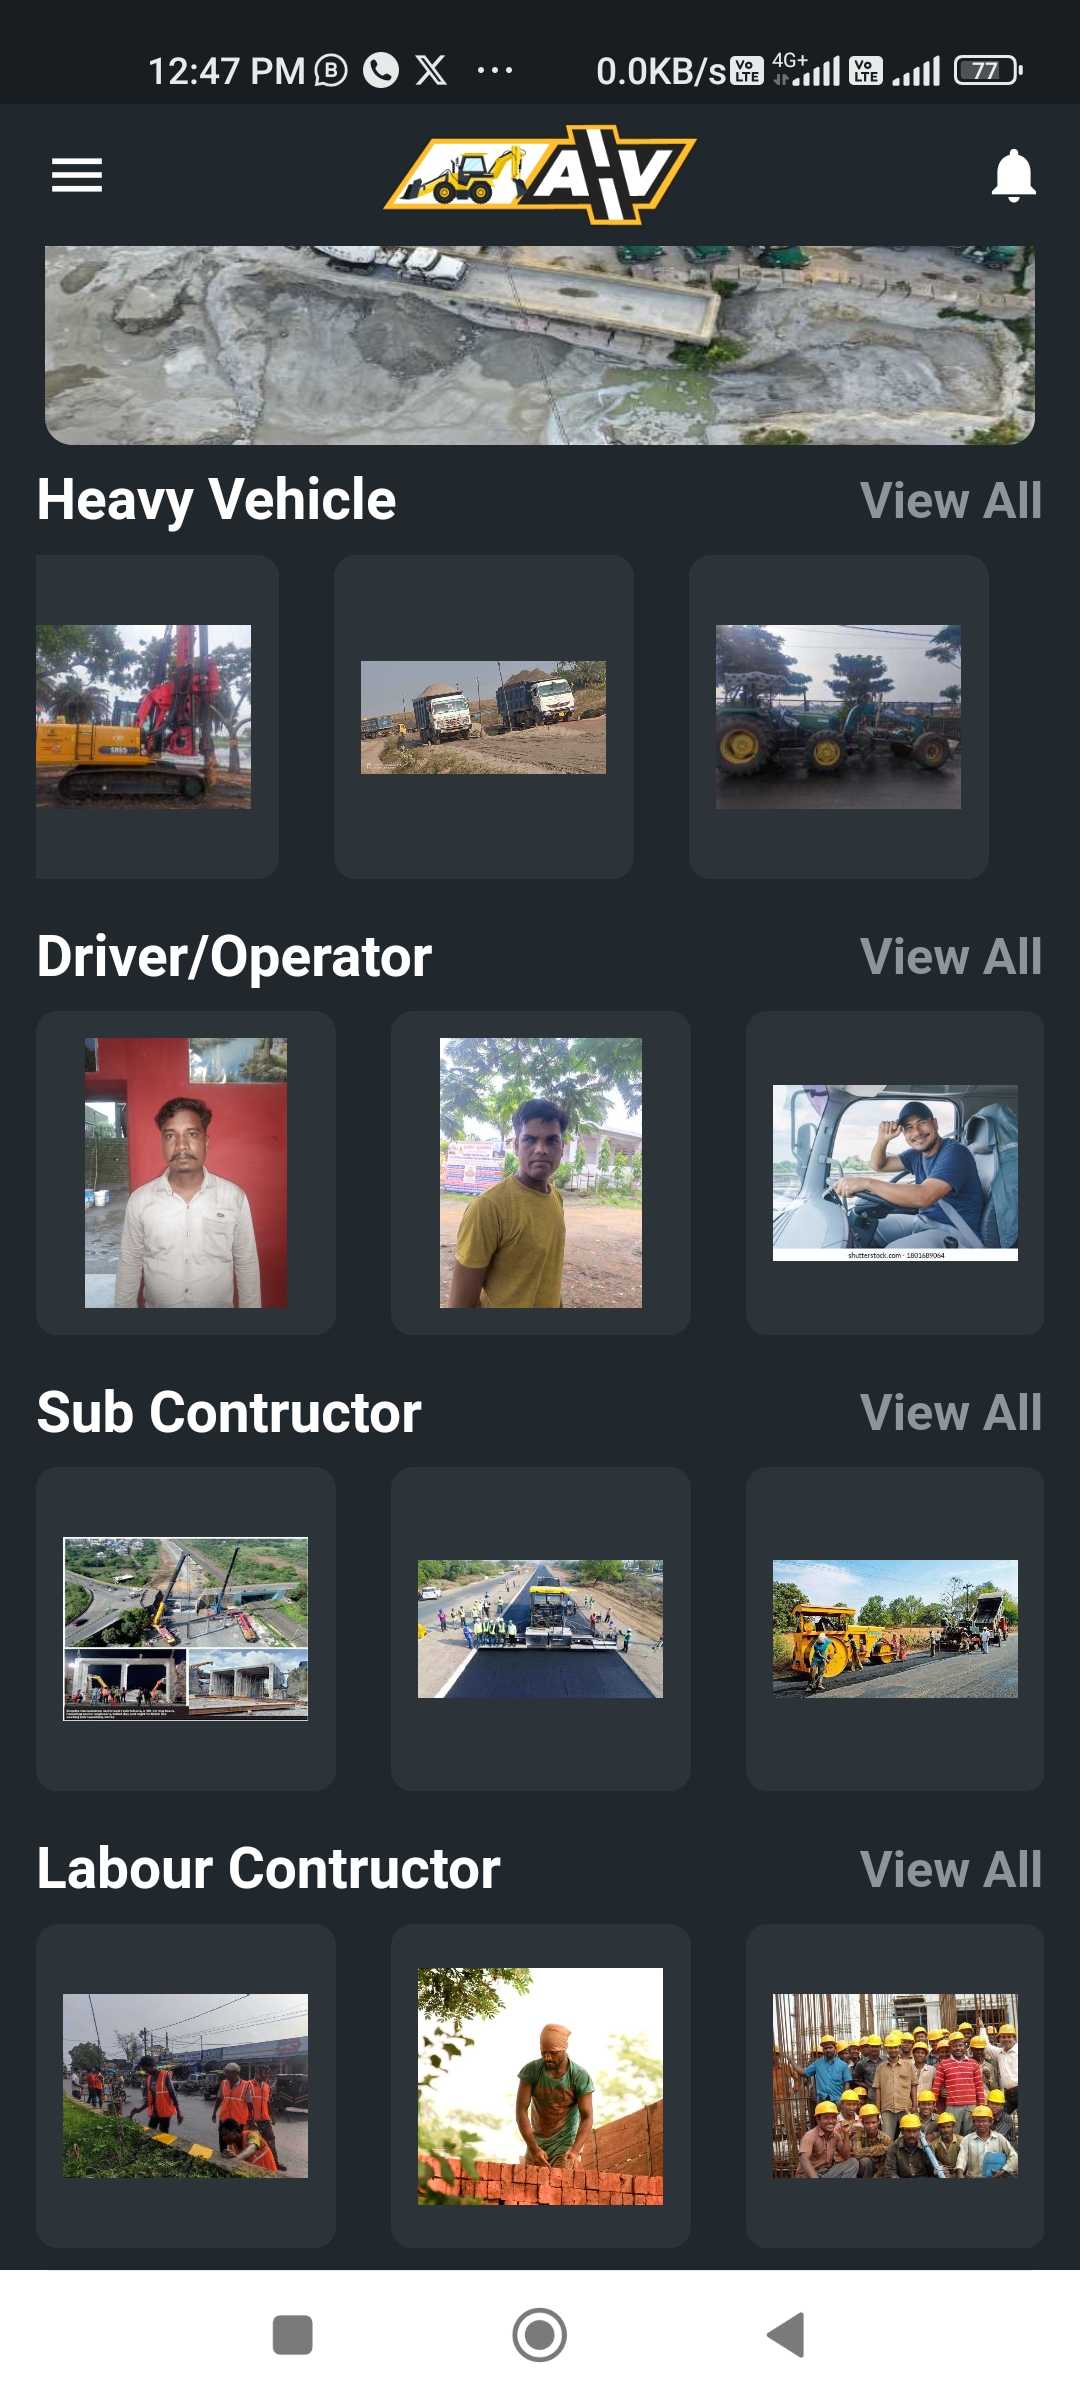 12:47 PM 0.0KB/s Vo LTE 4G+ Vo LTE 77
AHV
Heavy Vehicle View All
Driver/Operator View All
shutterstock.com · 1801689064
Sub Contructor View All
Labour Contructor View All